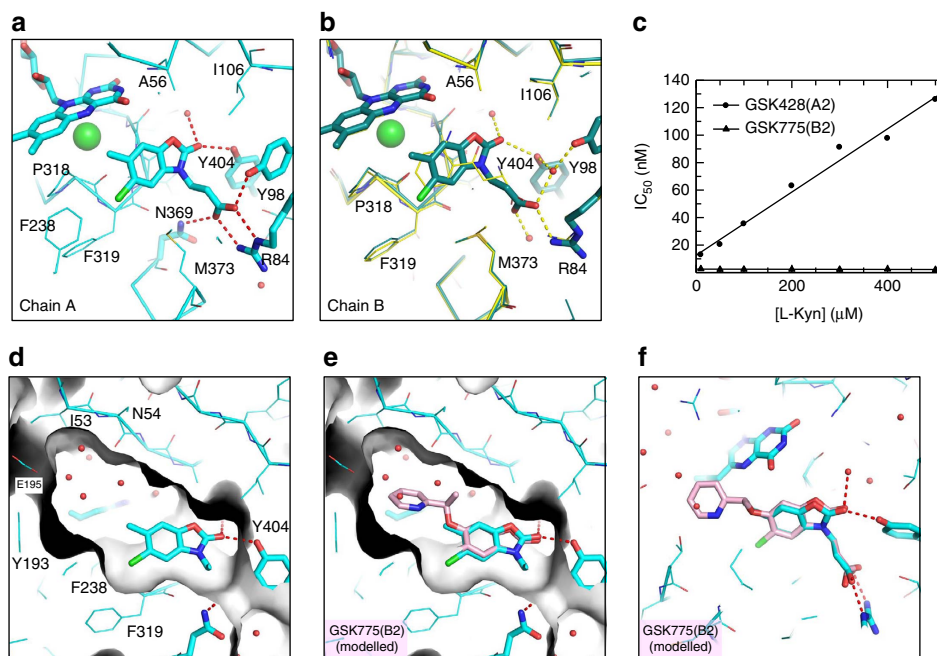 a
A56
I106
P318
Y404
Y98
F238
N369
F319
M373
R84
Chain A
b
A56
I106
Y404
Y98
P318
F319
M373
R84
Chain B
c
140
130
120
100
80
60
40
20
0
IC50 (nM)
GSK428(A2)
GSK775(B2)
0 200 400
[L-Kyn] (μM)
d
I53
N54
E195
Y404
Y193
F238
F319
e
GSK775(B2)
(modelled)
f
GSK775(B2)
(modelled)